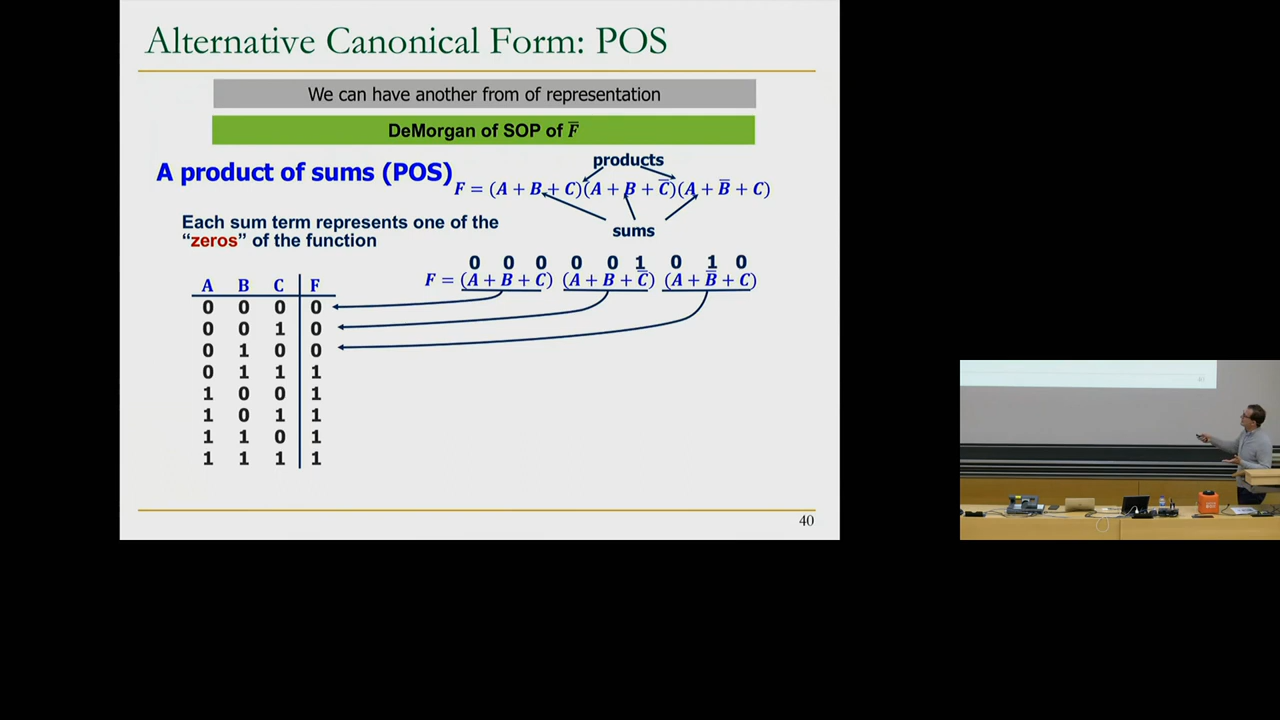 Alternative Canonical Form: POS
We can have another from of representation
DeMorgan of SOP of F̅
A product of sums (POS)
products
F = (A + B + C)(A + B + C̅)(A + B̅ + C)
sums
Each sum term represents one of the
“zeros” of the function
0 0 0 0 0 1 0 1 0
F = (A + B + C) (A + B + C̅) (A + B̅ + C)
A B C F
0 0 0 0
0 0 1 0
0 1 0 0
0 1 1 1
1 0 0 1
1 0 1 1
1 1 0 1
1 1 1 1
40